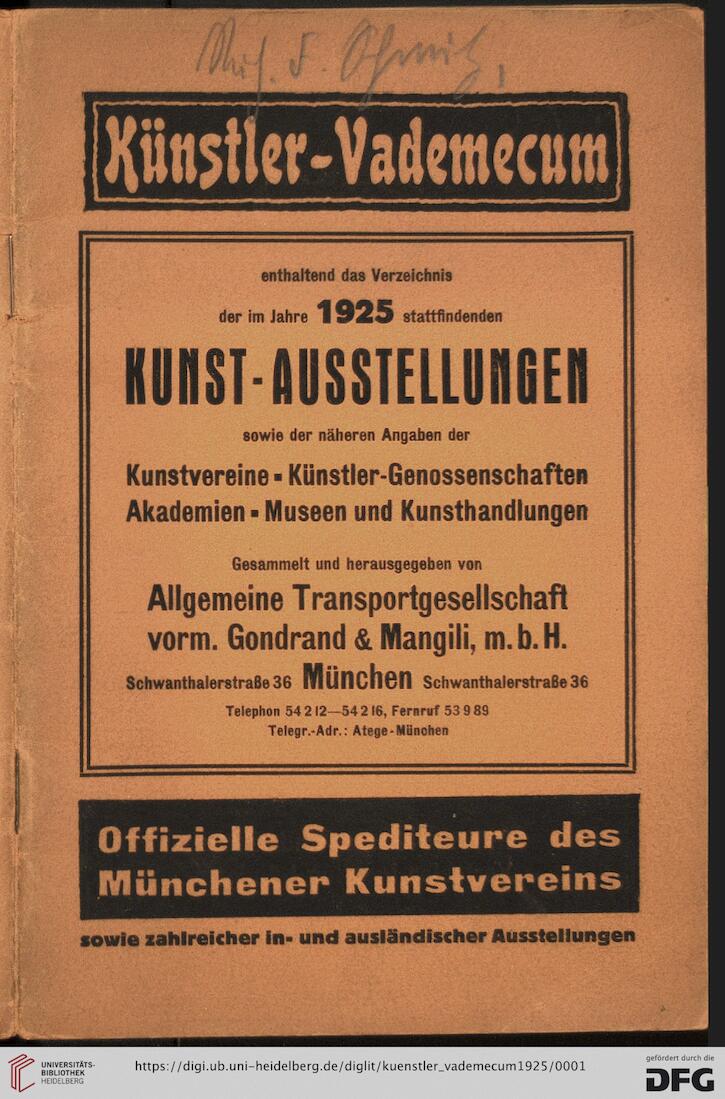 F. Schmitz,
Künstler-Vademecum
enthaltend das Verzeichnis
der im Jahre 1925 stattfindenden
KUNST-AUSSTELLUNGEN
sowie der näheren Angaben der
Kunstvereine ▪ Künstler-Genossenschaften
Akademien ▪ Museen und Kunsthandlungen
Gesammelt und herausgegeben von
Allgemeine Transportgesellschaft
vorm. Gondrand & Mangili, m.b.H.
Schwanthalerstraße 36 München Schwanthalerstraße 36
Telephon 54 2 12—54 2 16, Fernruf 53 9 89
Telegr.-Adr.: Atege-München
Offizielle Spediteure des
Münchener Kunstvereins
sowie zahlreicher in- und ausländischer Ausstellungen
UNIVERSITÄTS-
BIBLIOTHEK
HEIDELBERG
https://digi.ub.uni-heidelberg.de/diglit/kuenstler_vademecum1925/0001
gefördert durch die
DFG